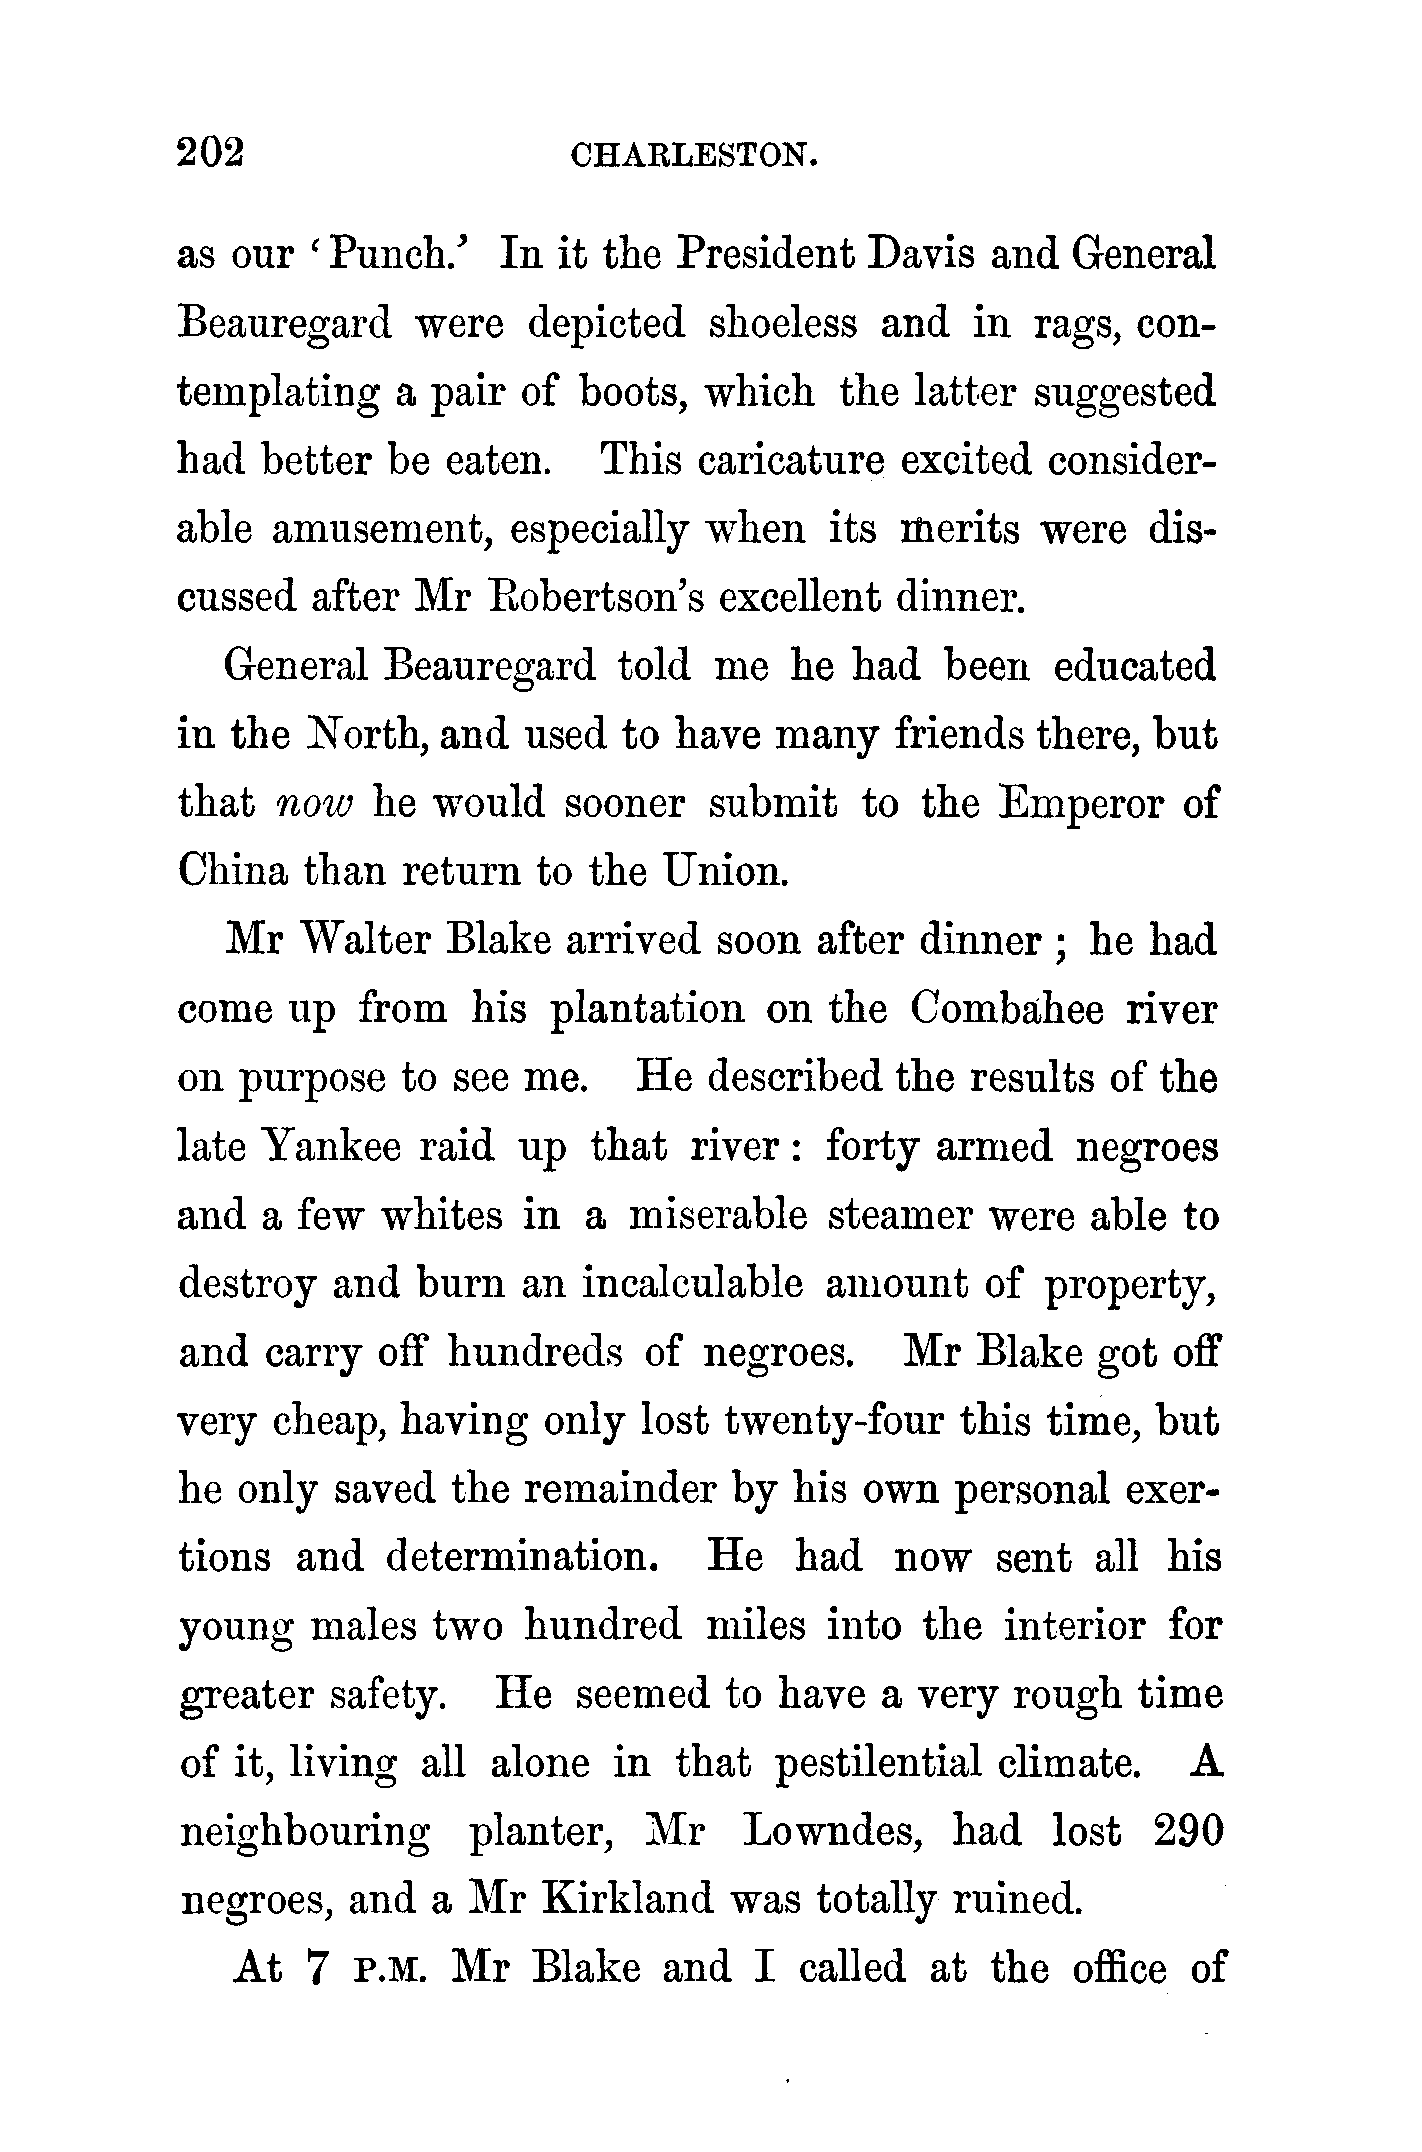 202 CHARLESTON.
as our ‘Punch.’ In it the President Davis and General
Beauregard were depicted shoeless and in rags, con-
templating a pair of boots, which the latter suggested
had better be eaten. This caricature excited consider-
able amusement, especially when its merits were dis-
cussed after Mr Robertson’s excellent dinner.
General Beauregard told me he had been educated
in the North, and used to have many friends there, but
that now he would sooner submit to the Emperor of
China than return to the Union.
Mr Walter Blake arrived soon after dinner ; he had
come up from his plantation on the Combahee river
on purpose to see me. He described the results of the
late Yankee raid up that river : forty armed negroes
and a few whites in a miserable steamer were able to
destroy and burn an incalculable amount of property,
and carry off hundreds of negroes. Mr Blake got off
very cheap, having only lost twenty-four this time, but
he only saved the remainder by his own personal exer-
tions and determination. He had now sent all his
young males two hundred miles into the interior for
greater safety. He seemed to have a very rough time
of it, living all alone in that pestilential climate. A
neighbouring planter, Mr Lowndes, had lost 290
negroes, and a Mr Kirkland was totally ruined.
At 7 P.M. Mr Blake and I called at the office of